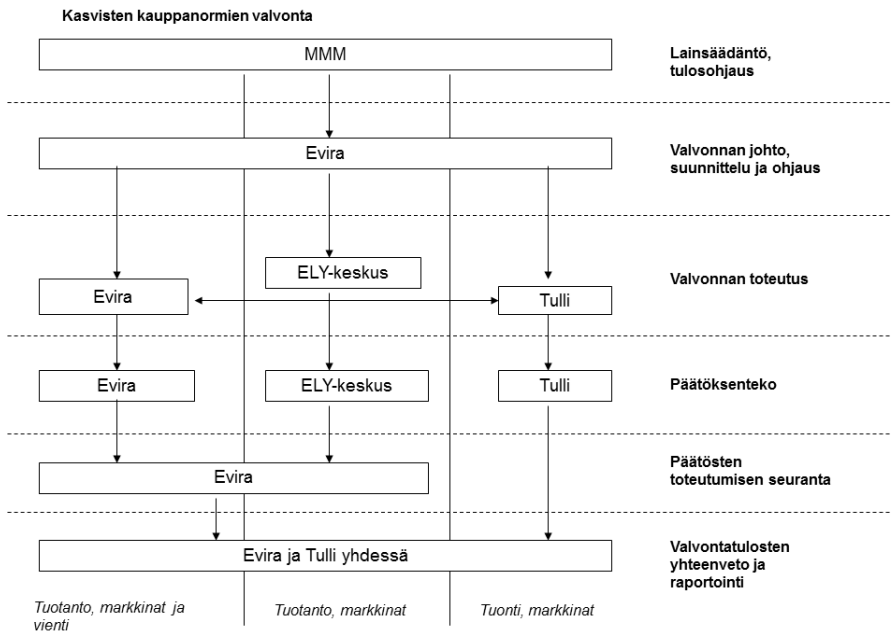 Kasvisten kauppanormien valvonta
MMM
Lainsäädäntö,
tulosohjaus
Evira
Valvonnan johto,
suunnittelu ja ohjaus
ELY-keskus
Evira
Tulli
Valvonnan toteutus
Evira
ELY-keskus
Tulli
Päätöksenteko
Evira
Päätösten
toteutumisen seuranta
Evira ja Tulli yhdessä
Valvontatulosten
yhteenveto ja
raportointi
Tuotanto, markkinat ja
vienti
Tuotanto, markkinat
Tuonti, markkinat